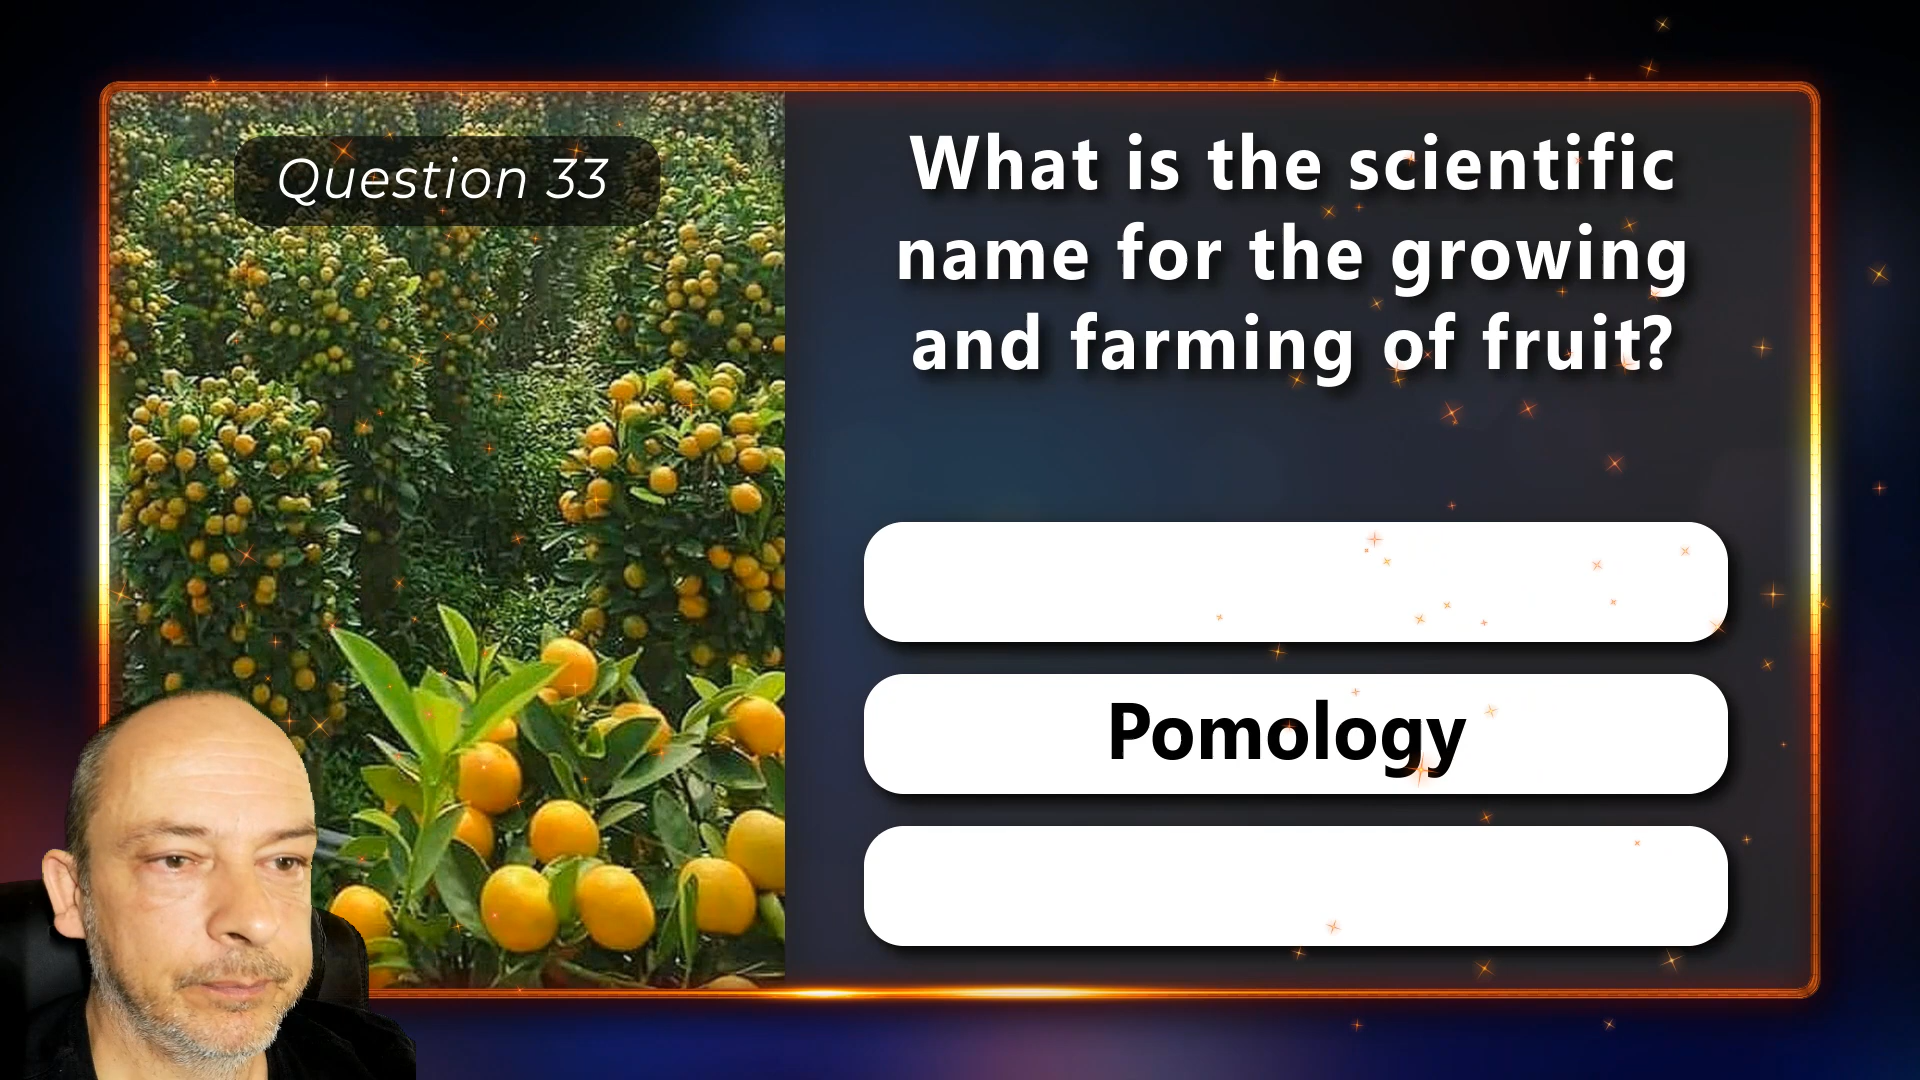 Question 33
What is the scientific
name for the growing
and farming of fruit?
Pomology